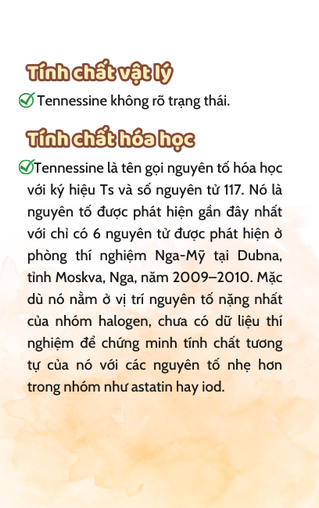 Tính chất vật lý
Tennessine không rõ trạng thái.
Tính chất hóa học
Tennessine là tên gọi nguyên tố hóa học
với ký hiệu Ts và số nguyên tử 117. Nó là
nguyên tố được phát hiện gần đây nhất
với chỉ có 6 nguyên tử được phát hiện ở
phòng thí nghiệm Nga-Mỹ tại Dubna,
tỉnh Moskva, Nga, năm 2009–2010. Mặc
dù nó nằm ở vị trí nguyên tố nặng nhất
của nhóm halogen, chưa có dữ liệu thí
nghiệm để chứng minh tính chất tương
tự của nó với các nguyên tố nhẹ hơn
trong nhóm như astatin hay iod.